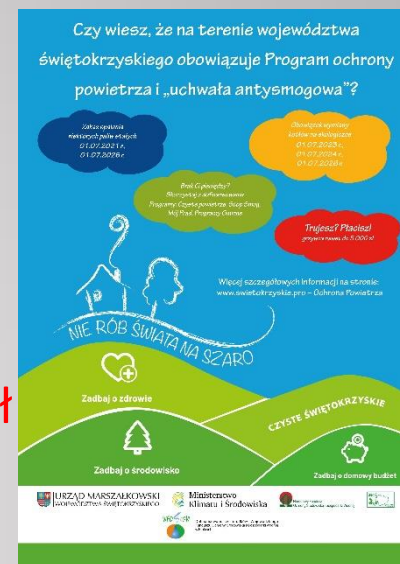 Czy wiesz, że na terenie województwa
świętokrzyskiego obowiązuje Program ochrony
powietrza i „uchwała antysmogowa”?
Zakaz spalania
niektórych paliw stałych
01.07.2021 r.
01.07.2026 r.
Obowiązek wymiany
kotłów na ekologiczne
01.07.2023 r.,
01.07.2024 r.,
01.07.2026 r.
Brak Ci pieniędzy?
Skorzystaj z dofinansowania
Programy: Czyste powietrze, Stop Smog,
Mój Prąd, Programy Gminne
Trujesz? Płacisz!
grzywna nawet do 5 000 zł
Więcej szczegółowych informacji na stronie:
www.swietokrzyskie.pro – Ochrona Powietrza
NIE RÓB ŚWIATA NA SZARO
ł
Zadbaj o zdrowie
CZYSTE ŚWIĘTOKRZYSKIE
Zadbaj o środowisko
Zadbaj o domowy budżet
URZĄD MARSZAŁKOWSKI
WOJEWÓDZTWA ŚWIĘTOKRZYSKIEGO
Ministerstwo
Klimatu i Środowiska